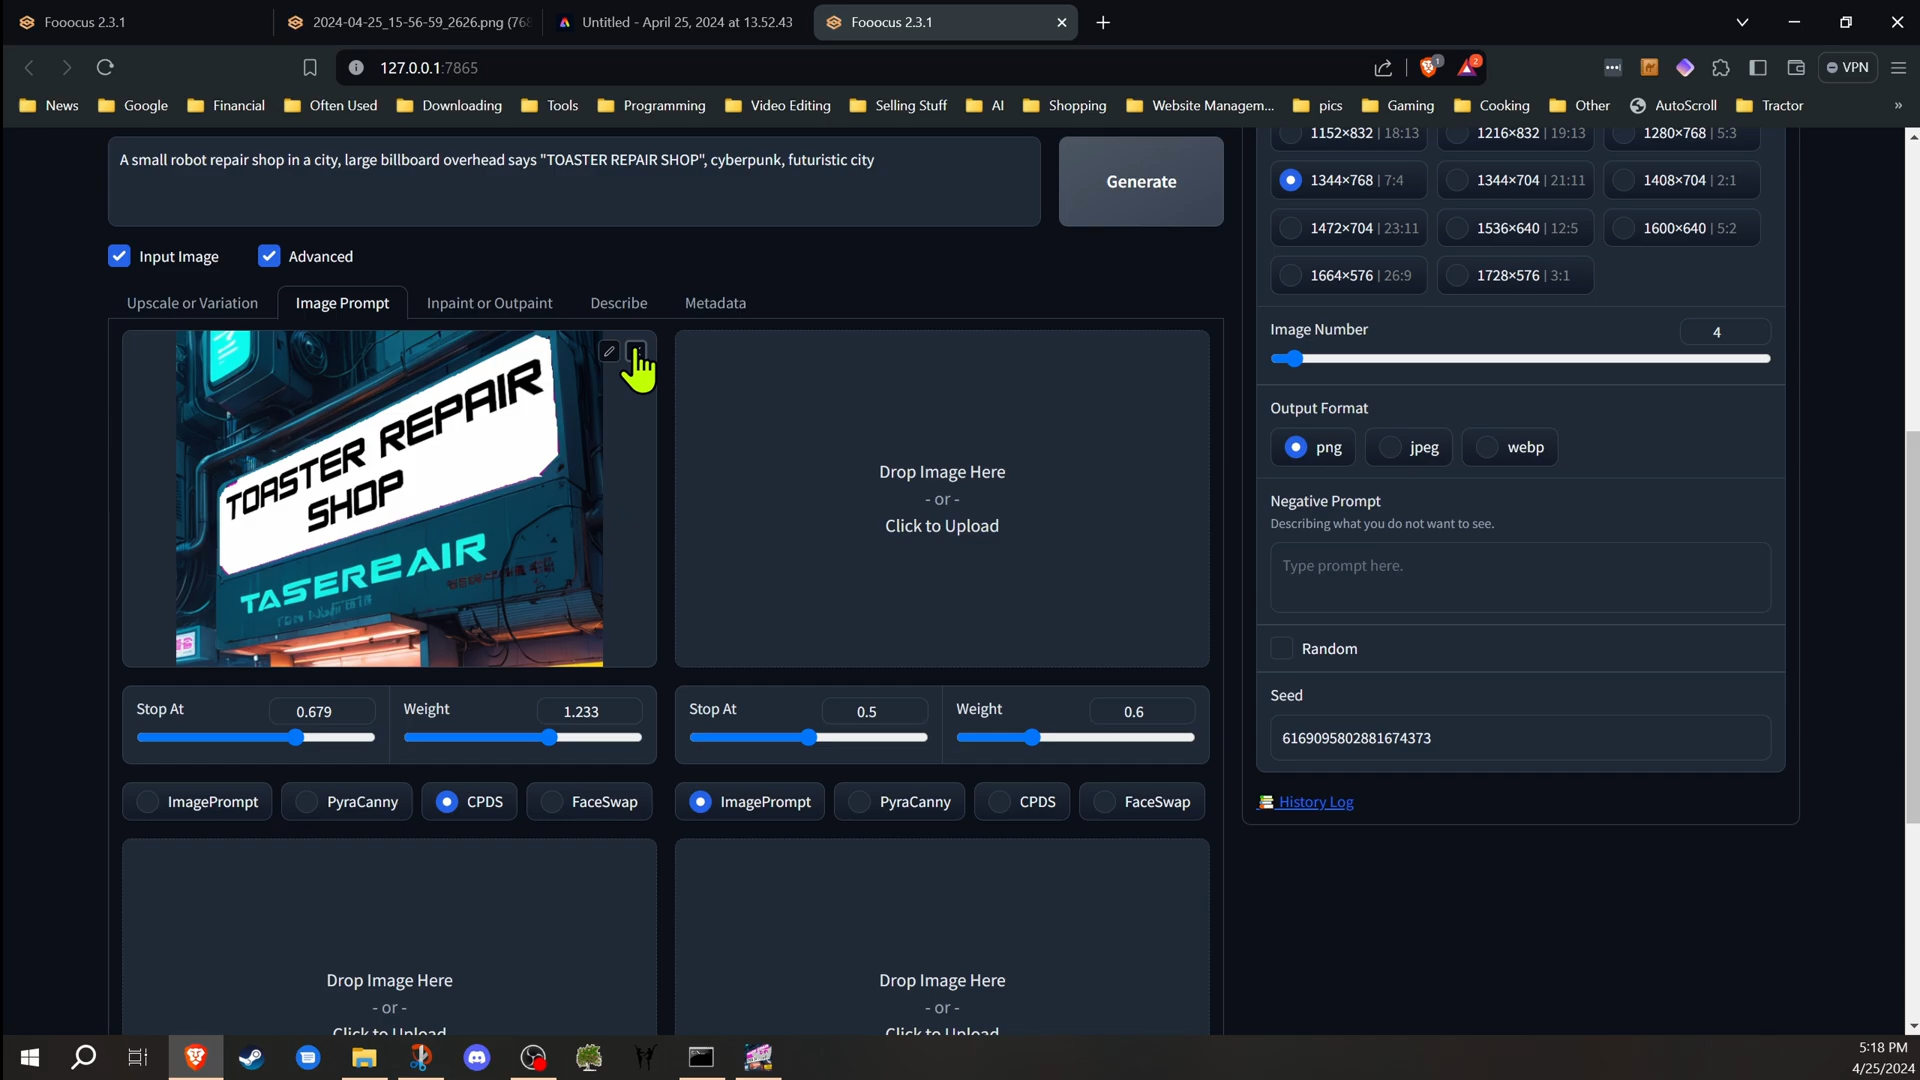 Fooocus 2.3.1
2024-04-25_15-56-59_2626.png (768
Untitled - April 25, 2024 at 13.52.43
Fooocus 2.3.1
127.0.0.1:7865
1
2
VPN
News
Google
Financial
Often Used
Downloading
Tools
Programming
Video Editing
Selling Stuff
AI
Shopping
Website Managem...
pics
Gaming
Cooking
Other
AutoScroll
Tractor
»
A small robot repair shop in a city, large billboard overhead says "TOASTER REPAIR SHOP", cyberpunk, futuristic city
Generate
Input Image
Advanced
Upscale or Variation
Image Prompt
Inpaint or Outpaint
Describe
Metadata
TOASTER REPAIR
SHOP
Drop Image Here
- or -
Click to Upload
Stop At
0.679
Weight
1.233
Stop At
0.5
Weight
0.6
ImagePrompt
PyraCanny
CPDS
FaceSwap
ImagePrompt
PyraCanny
CPDS
FaceSwap
Drop Image Here
- or -
Click to Upload
Drop Image Here
- or -
Click to Upload
1152×832 | 18:13
1216×832 | 19:13
1280×768 | 5:3
1344×768 | 7:4
1344×704 | 21:11
1408×704 | 2:1
1472×704 | 23:11
1536×640 | 12:5
1600×640 | 5:2
1664×576 | 26:9
1728×576 | 3:1
Image Number
4
Output Format
png
jpeg
webp
Negative Prompt
Describing what you do not want to see.
Type prompt here.
Random
Seed
6169095802881674373
History Log
5:18 PM
4/25/2024